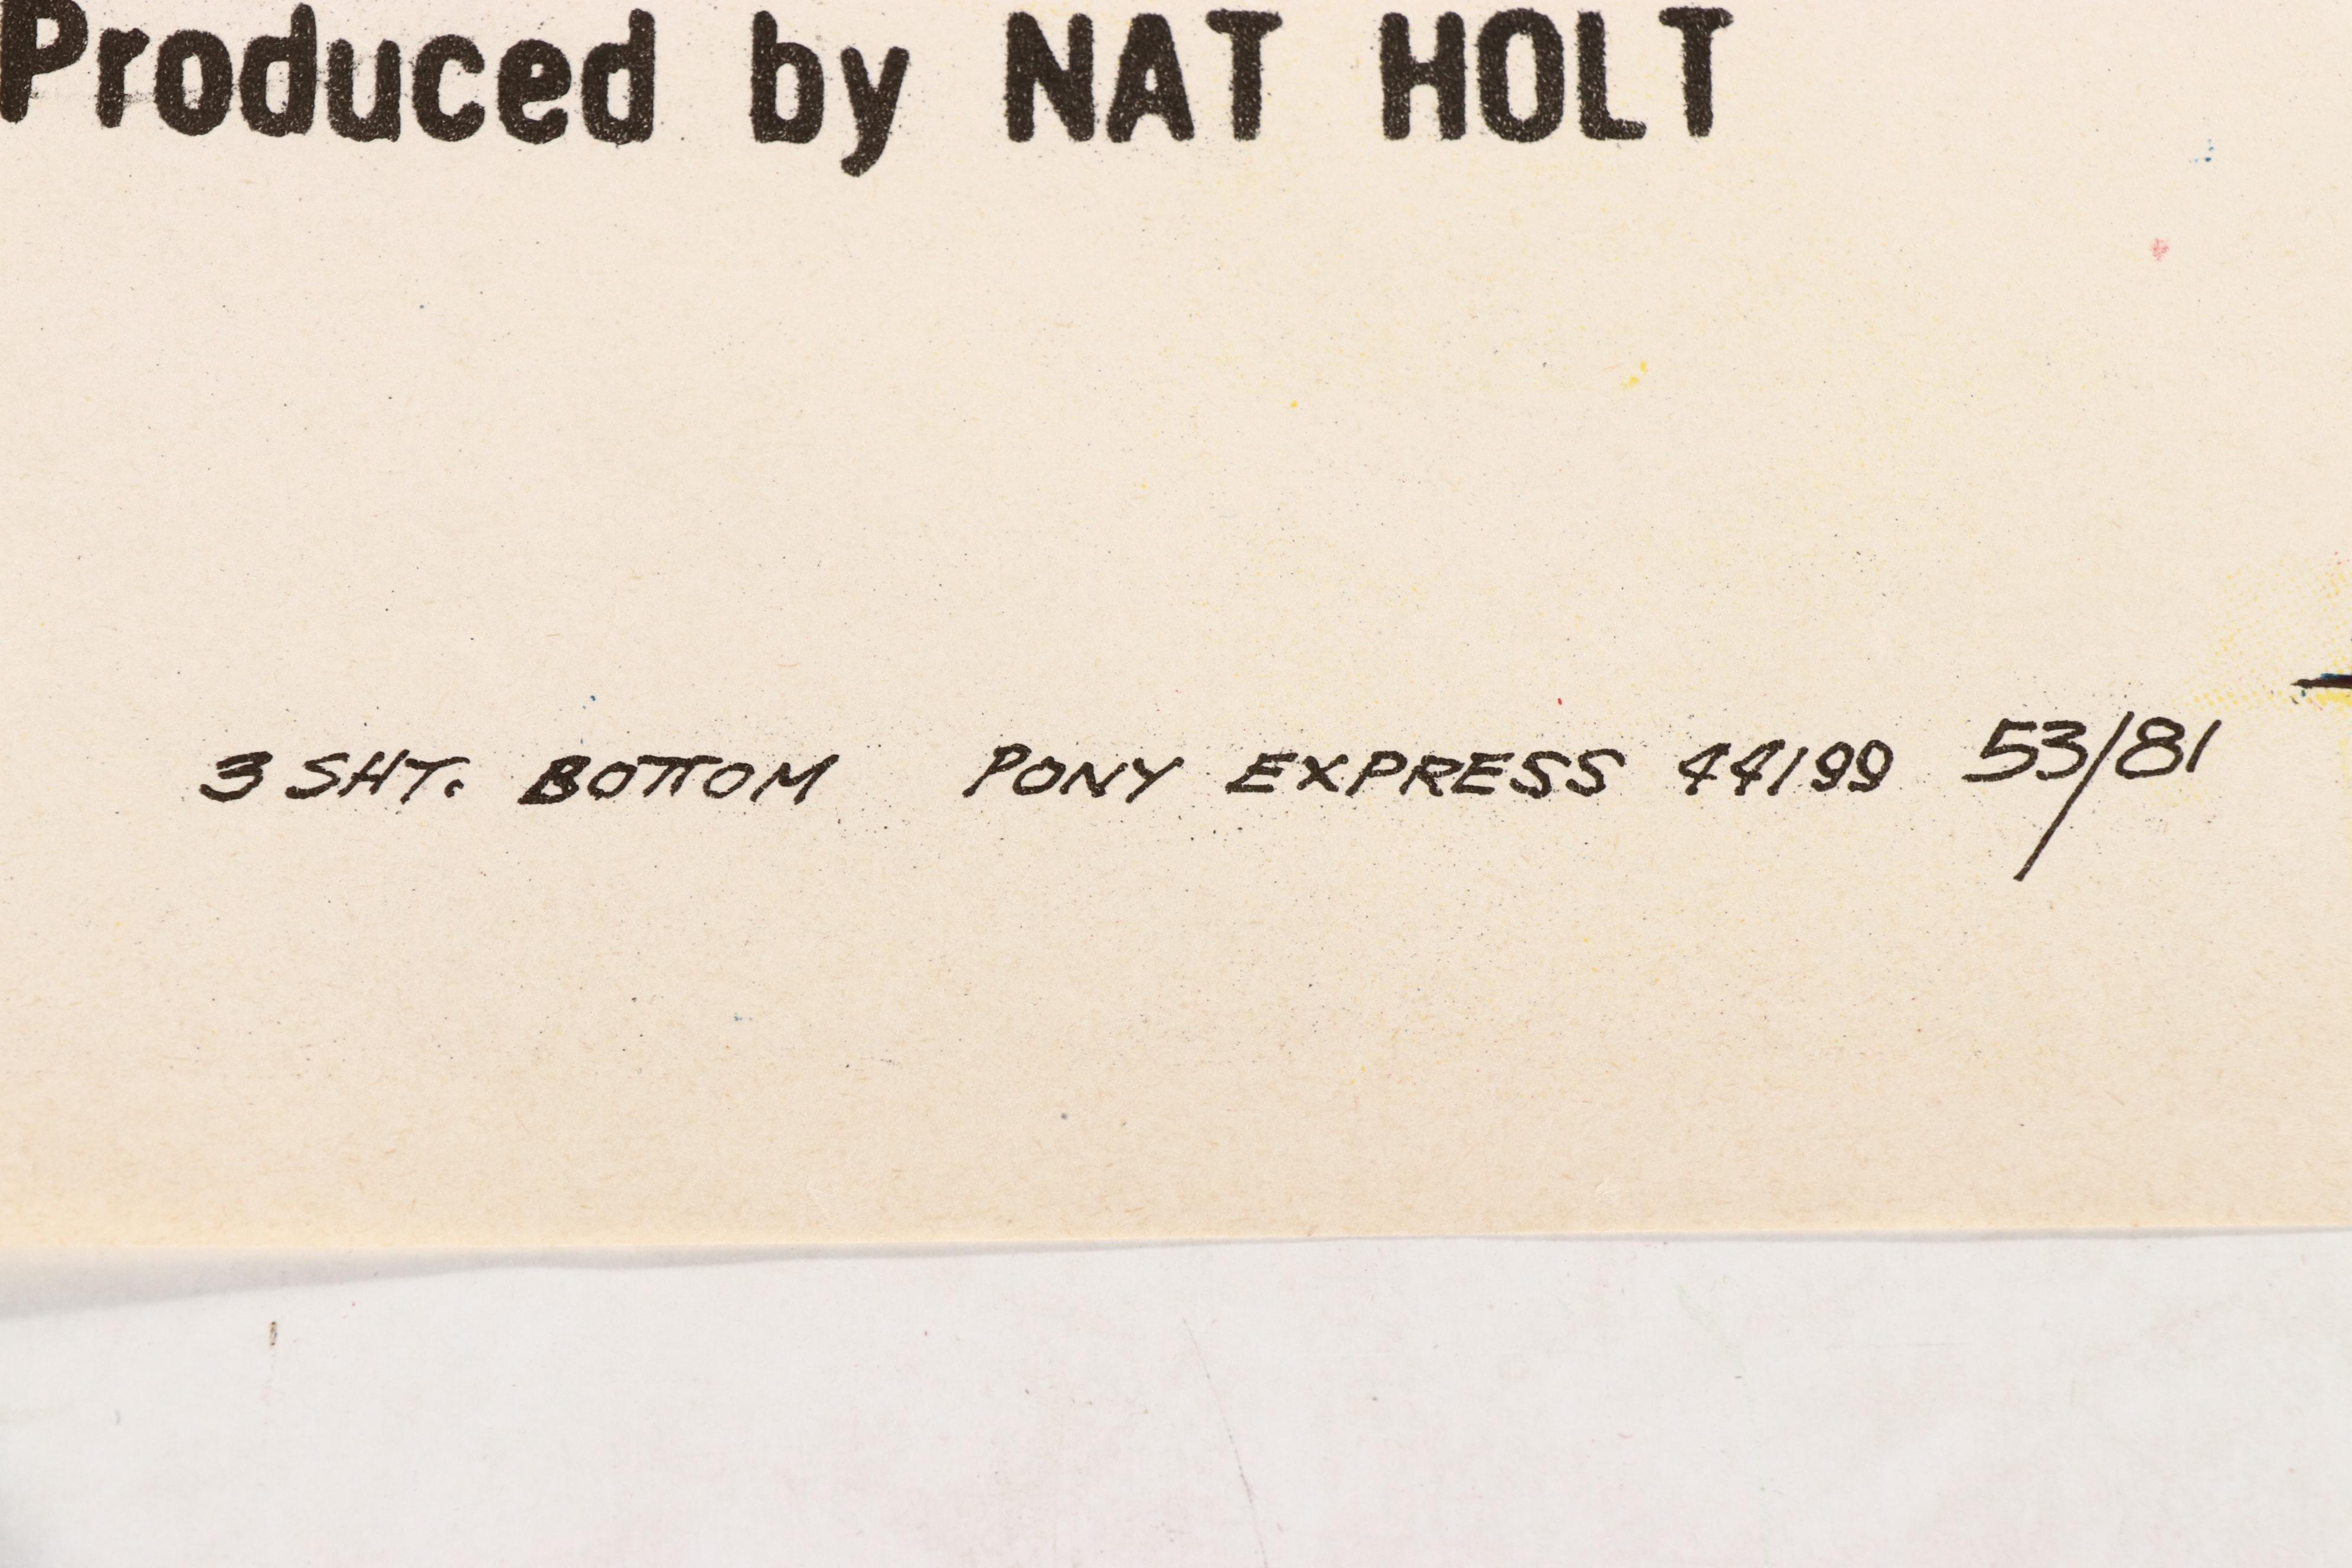 Produced by NAT HOLT
3 SHT. BOTTOM PONY EXPRESS 44199 53/81